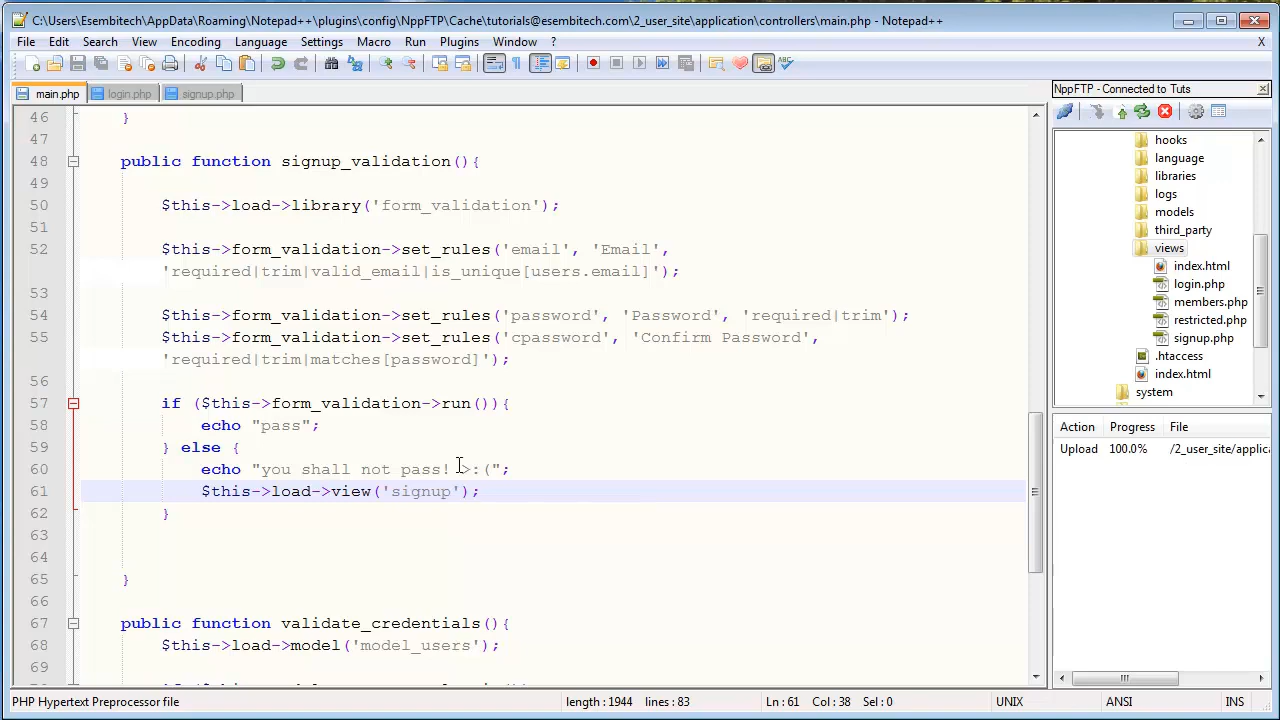 C:\Users\Esembitech\AppData\Roaming\Notepad++\plugins\config\NppFTP\Cache\tutorials@esembitech.com\2_user_site\application\controllers\main.php - Notepad++
File Edit Search View Encoding Language Settings Macro Run Plugins Window ? X
main.php login.php signup.php
46 }
47
48 public function signup_validation(){
49
50 $this->load->library('form_validation');
51
52 $this->form_validation->set_rules('email', 'Email',
'required|trim|valid_email|is_unique[users.email]');
53
54 $this->form_validation->set_rules('password', 'Password', 'required|trim');
55 $this->form_validation->set_rules('cpassword', 'Confirm Password',
'required|trim|matches[password]');
56
57 if ($this->form_validation->run()){
58 echo "pass";
59 } else {
60 echo "you shall not pass! >:(";
61 $this->load->view('signup');
62 }
63
64
65 }
66
67 public function validate_credentials(){
68 $this->load->model('model_users');
69
NppFTP - Connected to Tuts
hooks
language
libraries
logs
models
third_party
views
index.html
login.php
members.php
restricted.php
signup.php
.htaccess
index.html
system
Action Progress File
Upload 100.0% /2_user_site/applica
PHP Hypertext Preprocessor file length : 1944 lines : 83 Ln : 61 Col : 38 Sel : 0 UNIX ANSI INS